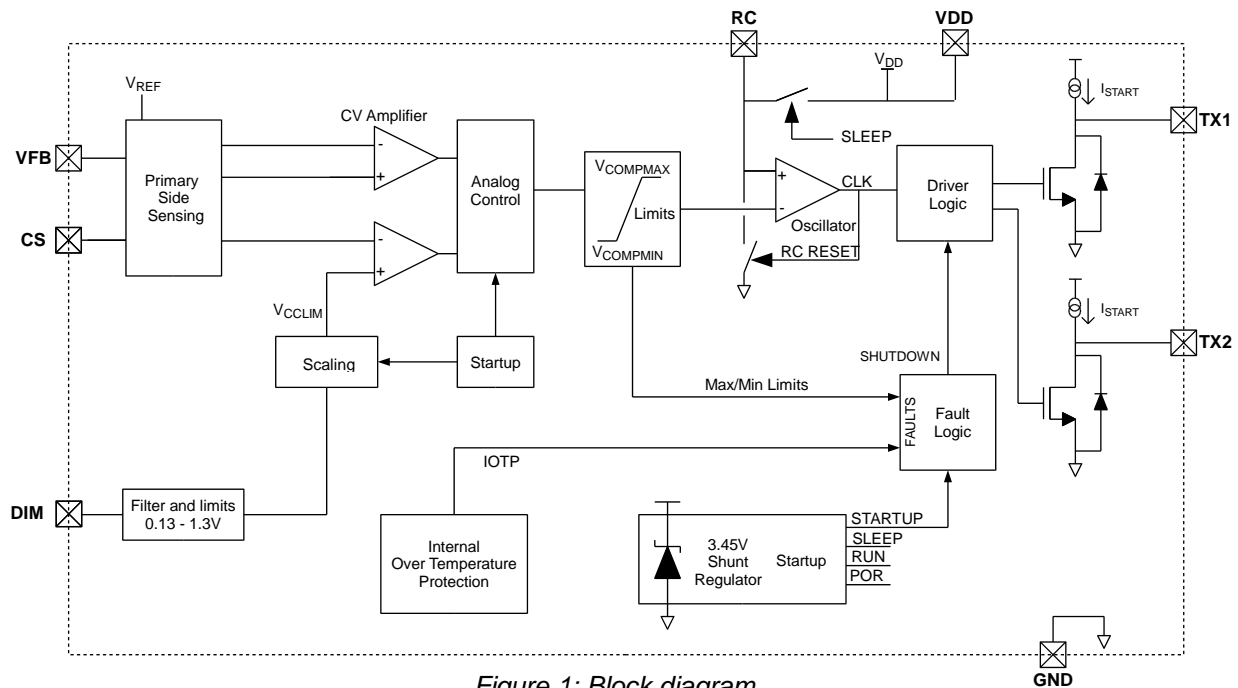 RC
VDD
VREF
VDD
ISTART
CV Amplifier
TX1
SLEEP
VFB
-
+
Primary
Side
Sensing
Analog
Control
VCOMPMAX
Limits
VCOMPMIN
+
-
CLK
Oscillator
Driver
Logic
CS
-
+
RC RESET
VCCLIM
ISTART
Scaling
Startup
SHUTDOWN
TX2
Max/Min Limits
FAULTS
Fault
Logic
IOTP
DIM
Filter and limits
0.13 - 1.3V
Internal
Over Temperature
Protection
3.45V
Shunt
Regulator
Startup
STARTUP
SLEEP
RUN
POR
GND
Figure 1: Block diagram